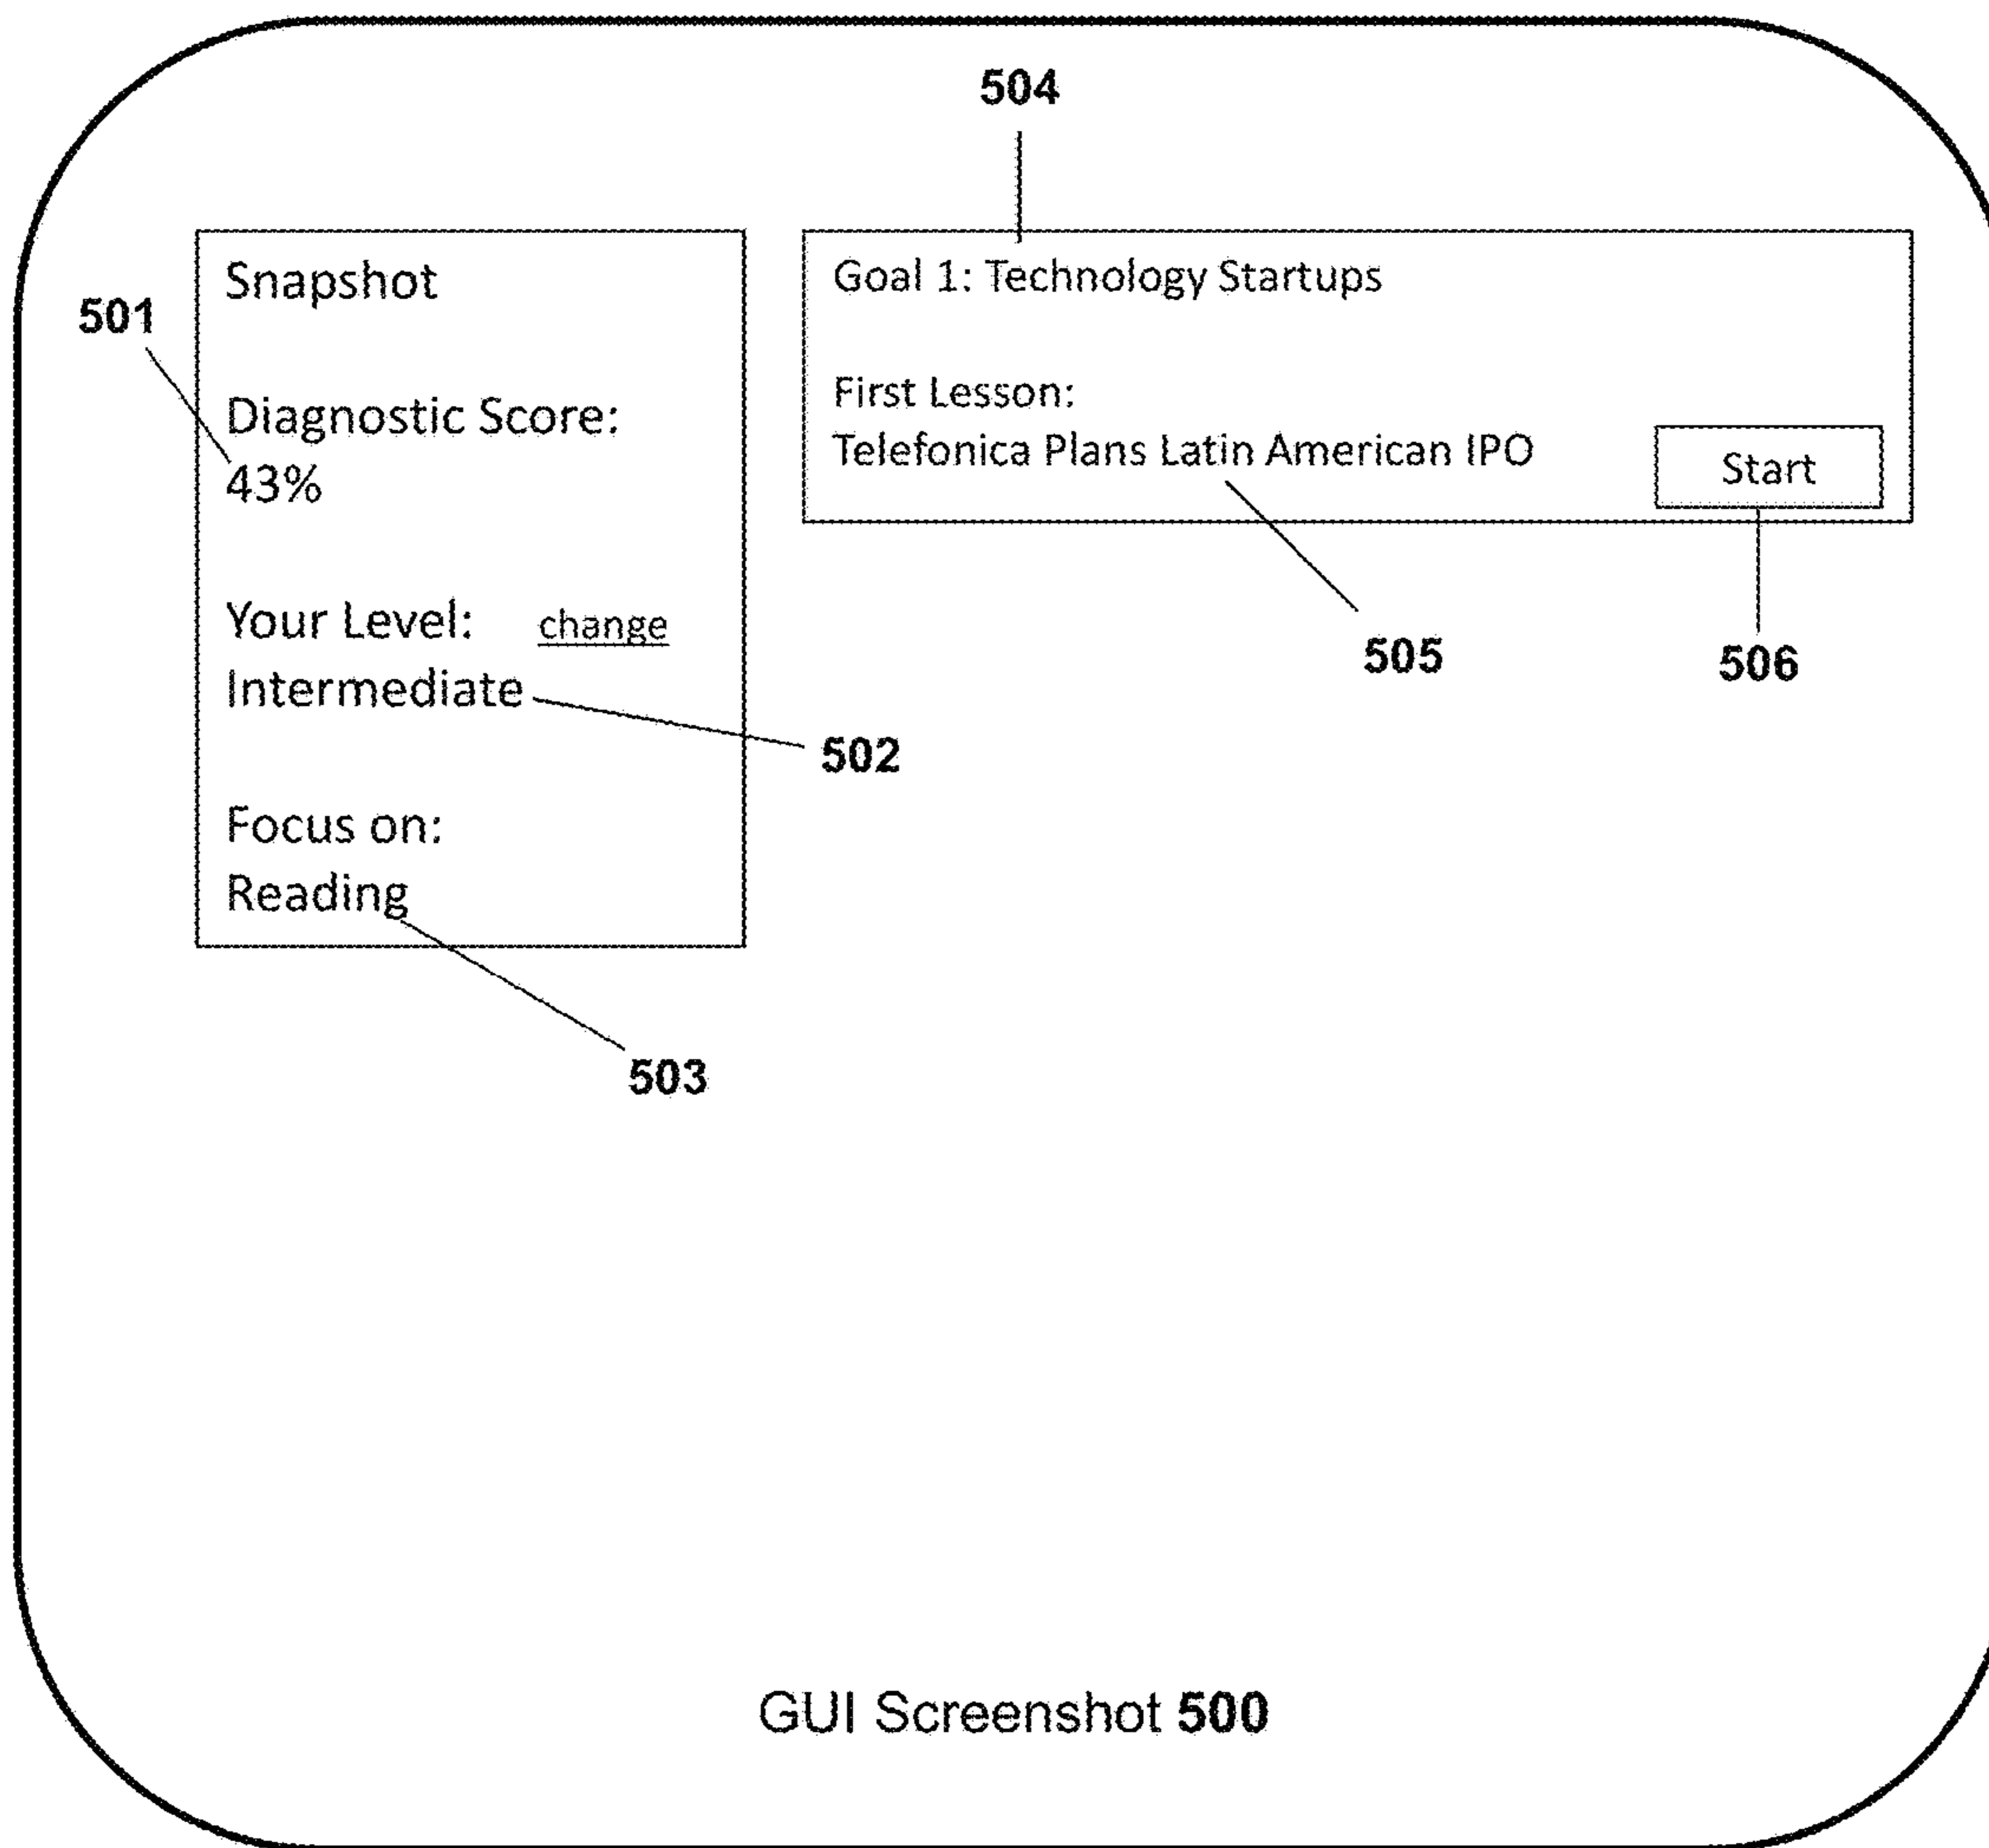 504
Snapshot
501
Diagnostic Score:
43%
Your Level: change
Intermediate
502
Focus on:
Reading
503
Goal 1: Technology Startups
First Lesson:
Telefonica Plans Latin American IPO
Start
505
506
GUI Screenshot 500